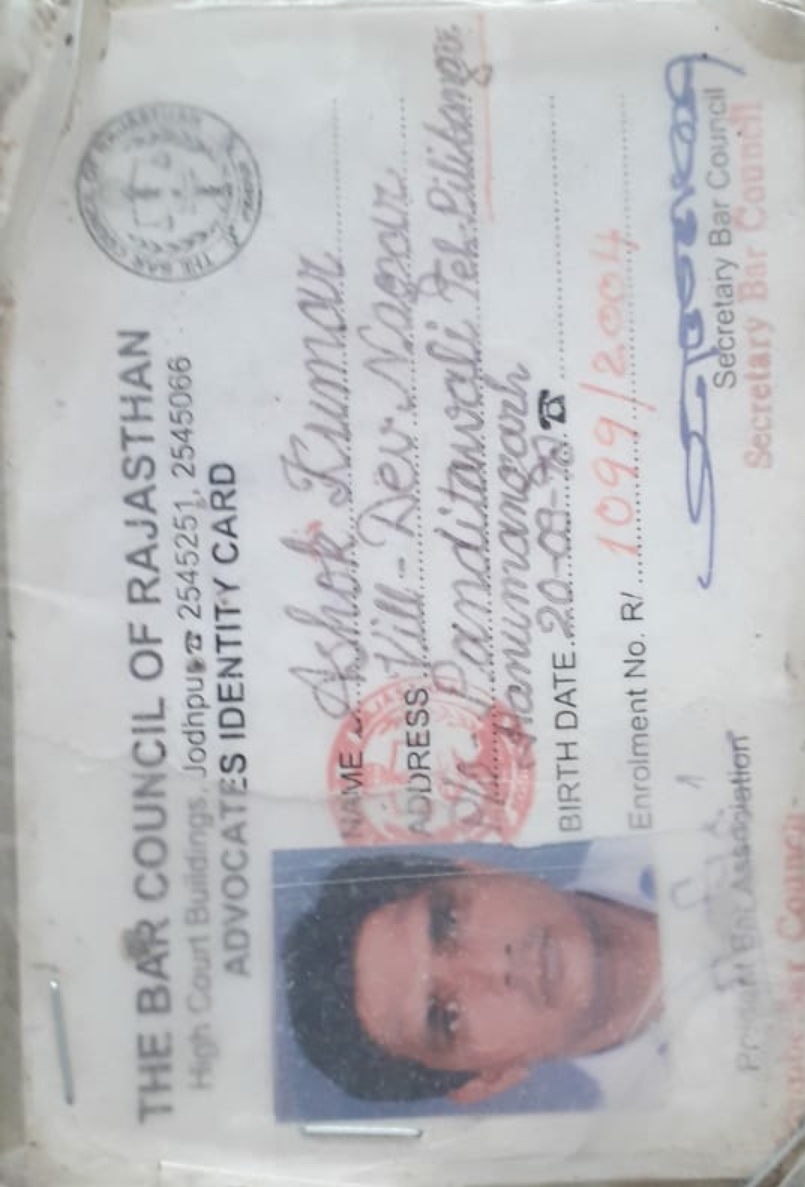 THE BAR COUNCIL OF RAJASTHAN
High Court Buildings, Jodhpur ☎ 2545251, 2545066
ADVOCATES IDENTITY CARD
NAME Ashok Kumar
ADDRESS Vill - Dev Nagar
Panditawali Teh. Pilibanga
Hanumangarh
BIRTH DATE 20-09- ☎
Enrolment No. R/ 1099/2004
Secretary Bar Council
Secretary Bar Council
Bar Association
Council